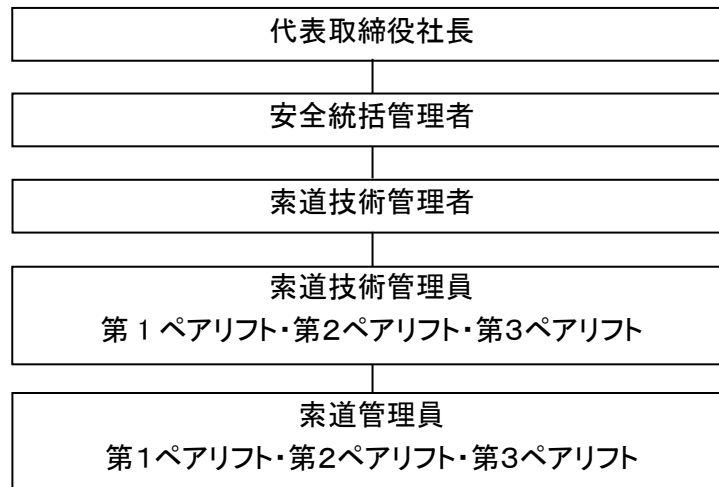 代表取締役社長
安全統括管理者
索道技術管理者
索道技術管理員
第１ペアリフト・第２ペアリフト・第３ペアリフト
索道管理員
第１ペアリフト・第２ペアリフト・第３ペアリフト